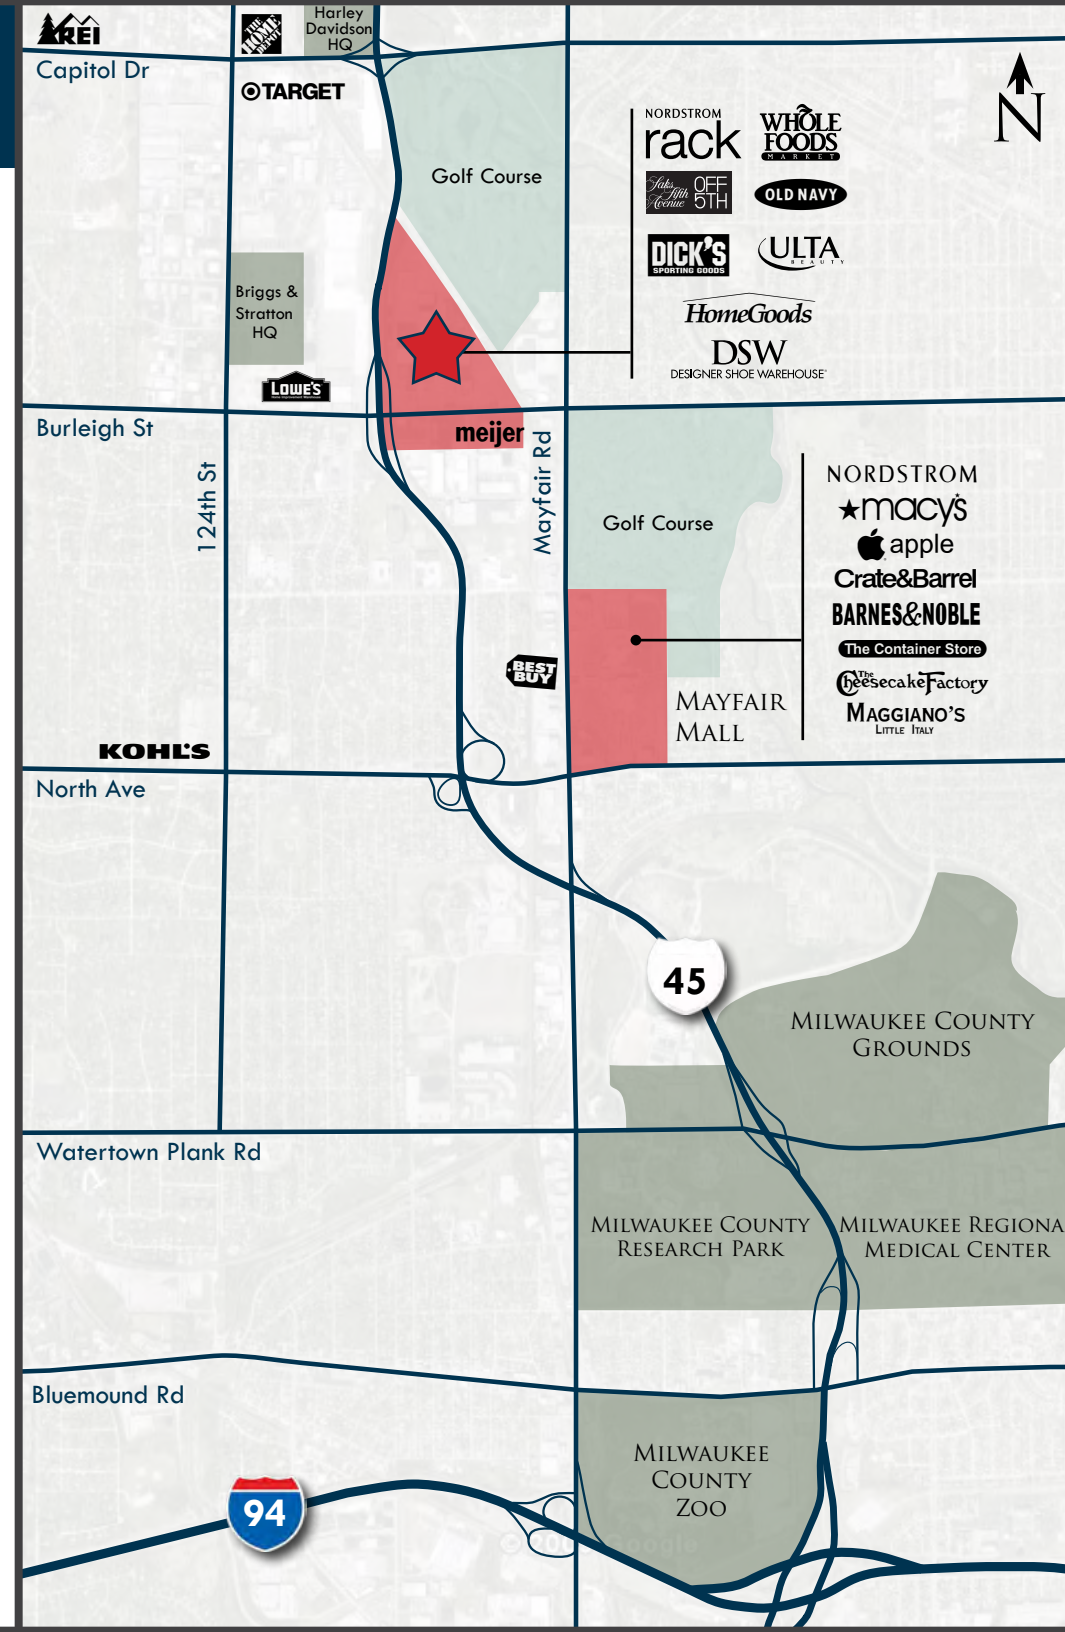 REI
THE HOME DEPOT
Harley
Davidson
HQ
Capitol Dr
TARGET
N
Golf Course
NORDSTROM
rack
WHOLE
FOODS
MARKET
Saks
Fifth
Avenue
OFF
5TH
OLD NAVY
DICK'S
SPORTING GOODS
ULTA
BEAUTY
HomeGoods
DSW
DESIGNER SHOE WAREHOUSE
Briggs &
Stratton
HQ
LOWE'S
Home Improvement Warehouse
Burleigh St
meijer
124th St
Mayfair Rd
Golf Course
NORDSTROM
macy's
apple
Crate&Barrel
BARNES&NOBLE
The Container Store
The
Cheesecake Factory
MAGGIANO'S
LITTLE ITALY
BEST
BUY
MAYFAIR
MALL
KOHL'S
North Ave
45
MILWAUKEE COUNTY
GROUNDS
Watertown Plank Rd
MILWAUKEE COUNTY
RESEARCH PARK
MILWAUKEE REGIONA
MEDICAL CENTER
Bluemound Rd
MILWAUKEE
COUNTY
ZOO
94
Google